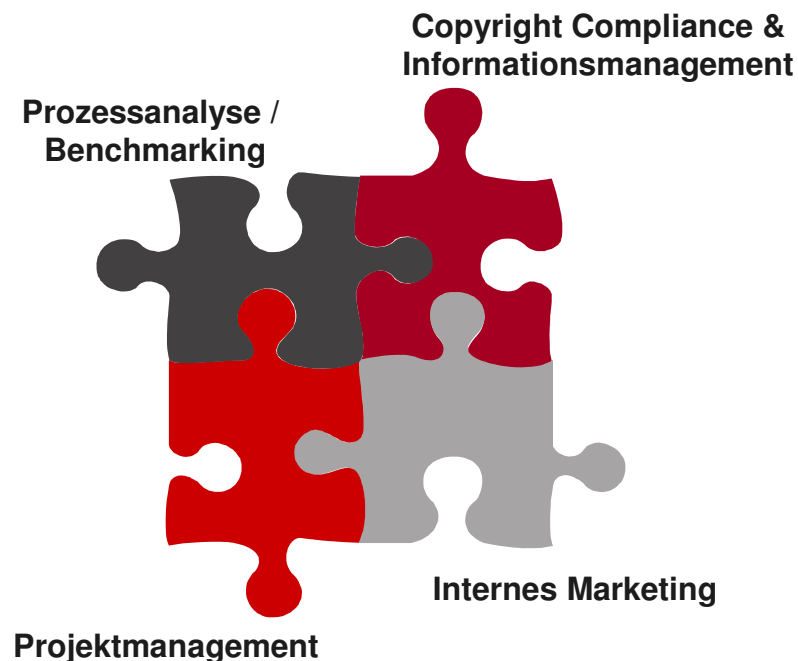 Copyright Compliance &
Informationsmanagement
Prozessanalyse /
Benchmarking
Internes Marketing
Projektmanagement